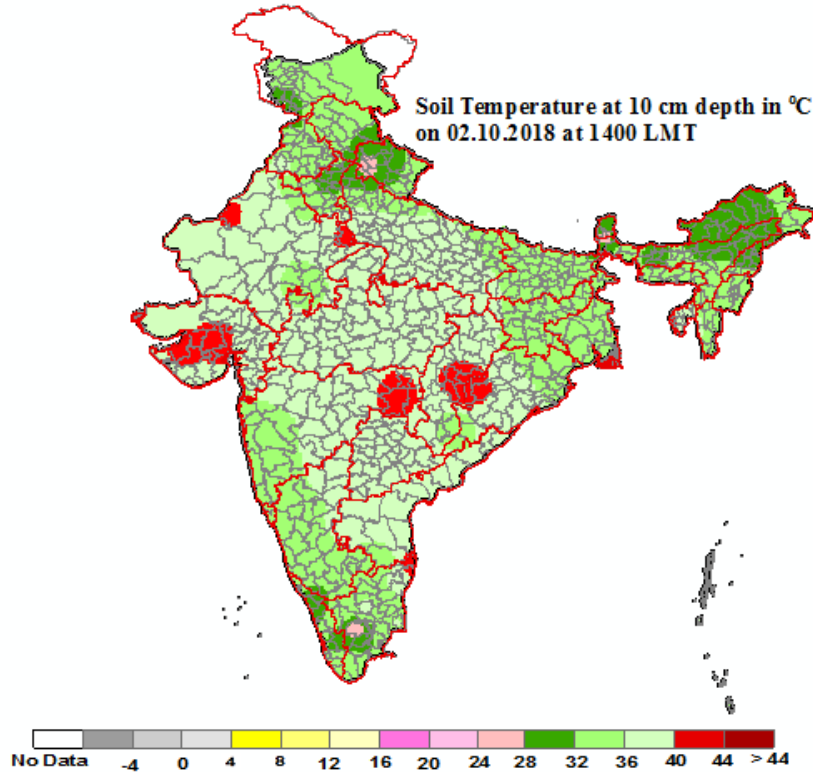 Soil Temperature at 10 cm depth in ⁰C
on 02.10.2018 at 1400 LMT
No Data -4 0 4 8 12 16 20 24 28 32 36 40 44 > 44